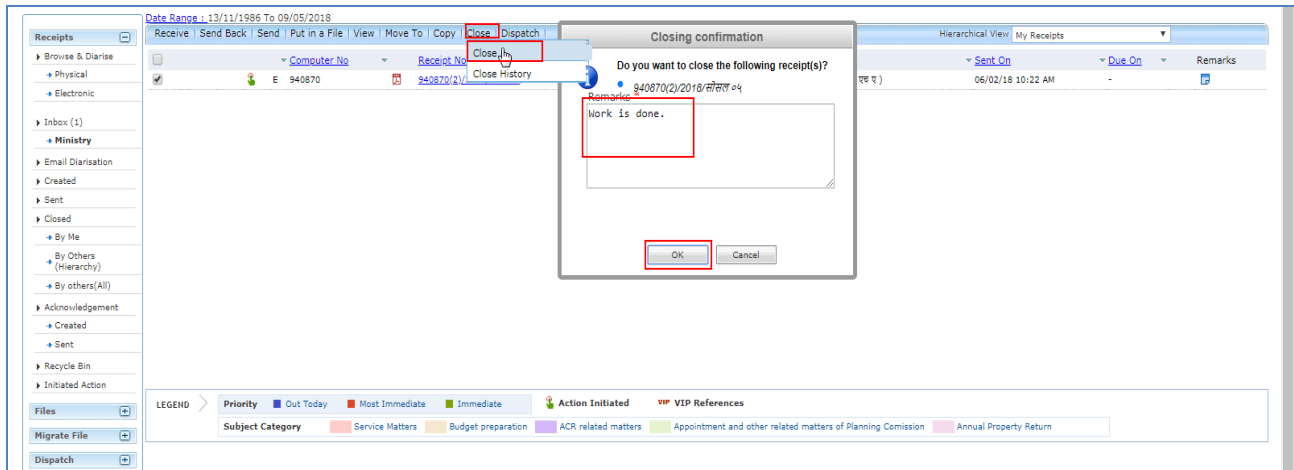 Date Range : 13/11/1986 To 09/05/2018
Receipts
Browse & Diarise
Physical
Electronic
Inbox (1)
Ministry
Email Diarisation
Created
Sent
Closed
By Me
By Others
(Hierarchy)
By others(All)
Acknowledgement
Created
Sent
Recycle Bin
Initiated Action
Files
Migrate File
Dispatch
Receive | Send Back | Send | Put in a File | View | Move To | Copy | Close | Dispatch |
Hierarchical View My Receipts
Close
Close History
Computer No Receipt No Sent On Due On Remarks
E 940870 940870(2)/ एच ए ) 06/02/18 10:22 AM -
Closing confirmation
Do you want to close the following receipt(s)?
940870(2)/2018/सोसल ०५
Remarks *
Work is done.
OK Cancel
LEGEND Priority Out Today Most Immediate Immediate Action Initiated VIP VIP References
Subject Category Service Matters Budget preparation ACR related matters Appointment and other related matters of Planning Comission Annual Property Return